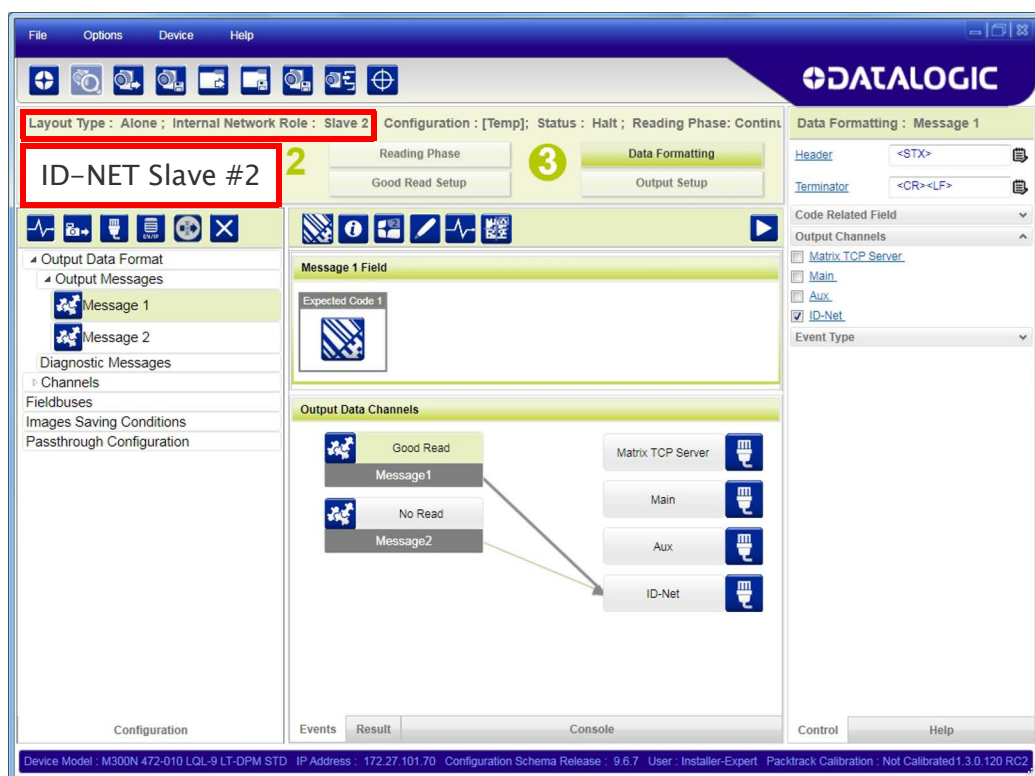 File Options Device Help
DATALOGIC
Layout Type : Alone ; Internal Network Role : Slave 2 Configuration : [Temp]; Status : Halt ; Reading Phase: Continu
ID-NET Slave #2
2
Reading Phase
Good Read Setup
3
Data Formatting
Output Setup
Output Data Format
Output Messages
Message 1
Message 2
Diagnostic Messages
Channels
Fieldbuses
Images Saving Conditions
Passthrough Configuration
Configuration
Message 1 Field
Expected Code 1
Output Data Channels
Good Read
Message1
No Read
Message2
Matrix TCP Server
Main
Aux
ID-Net
Events Result Console
Data Formatting : Message 1
Header <STX>
Terminator <CR><LF>
Code Related Field
Output Channels
Matrix TCP Server
Main
Aux
ID-Net
Event Type
Control Help
Device Model : M300N 472-010 LQL-9 LT-DPM STD IP Address : 172.27.101.70 Configuration Schema Release : 9.6.7 User : Installer-Expert Packtrack Calibration : Not Calibrated 1.3.0.120 RC2